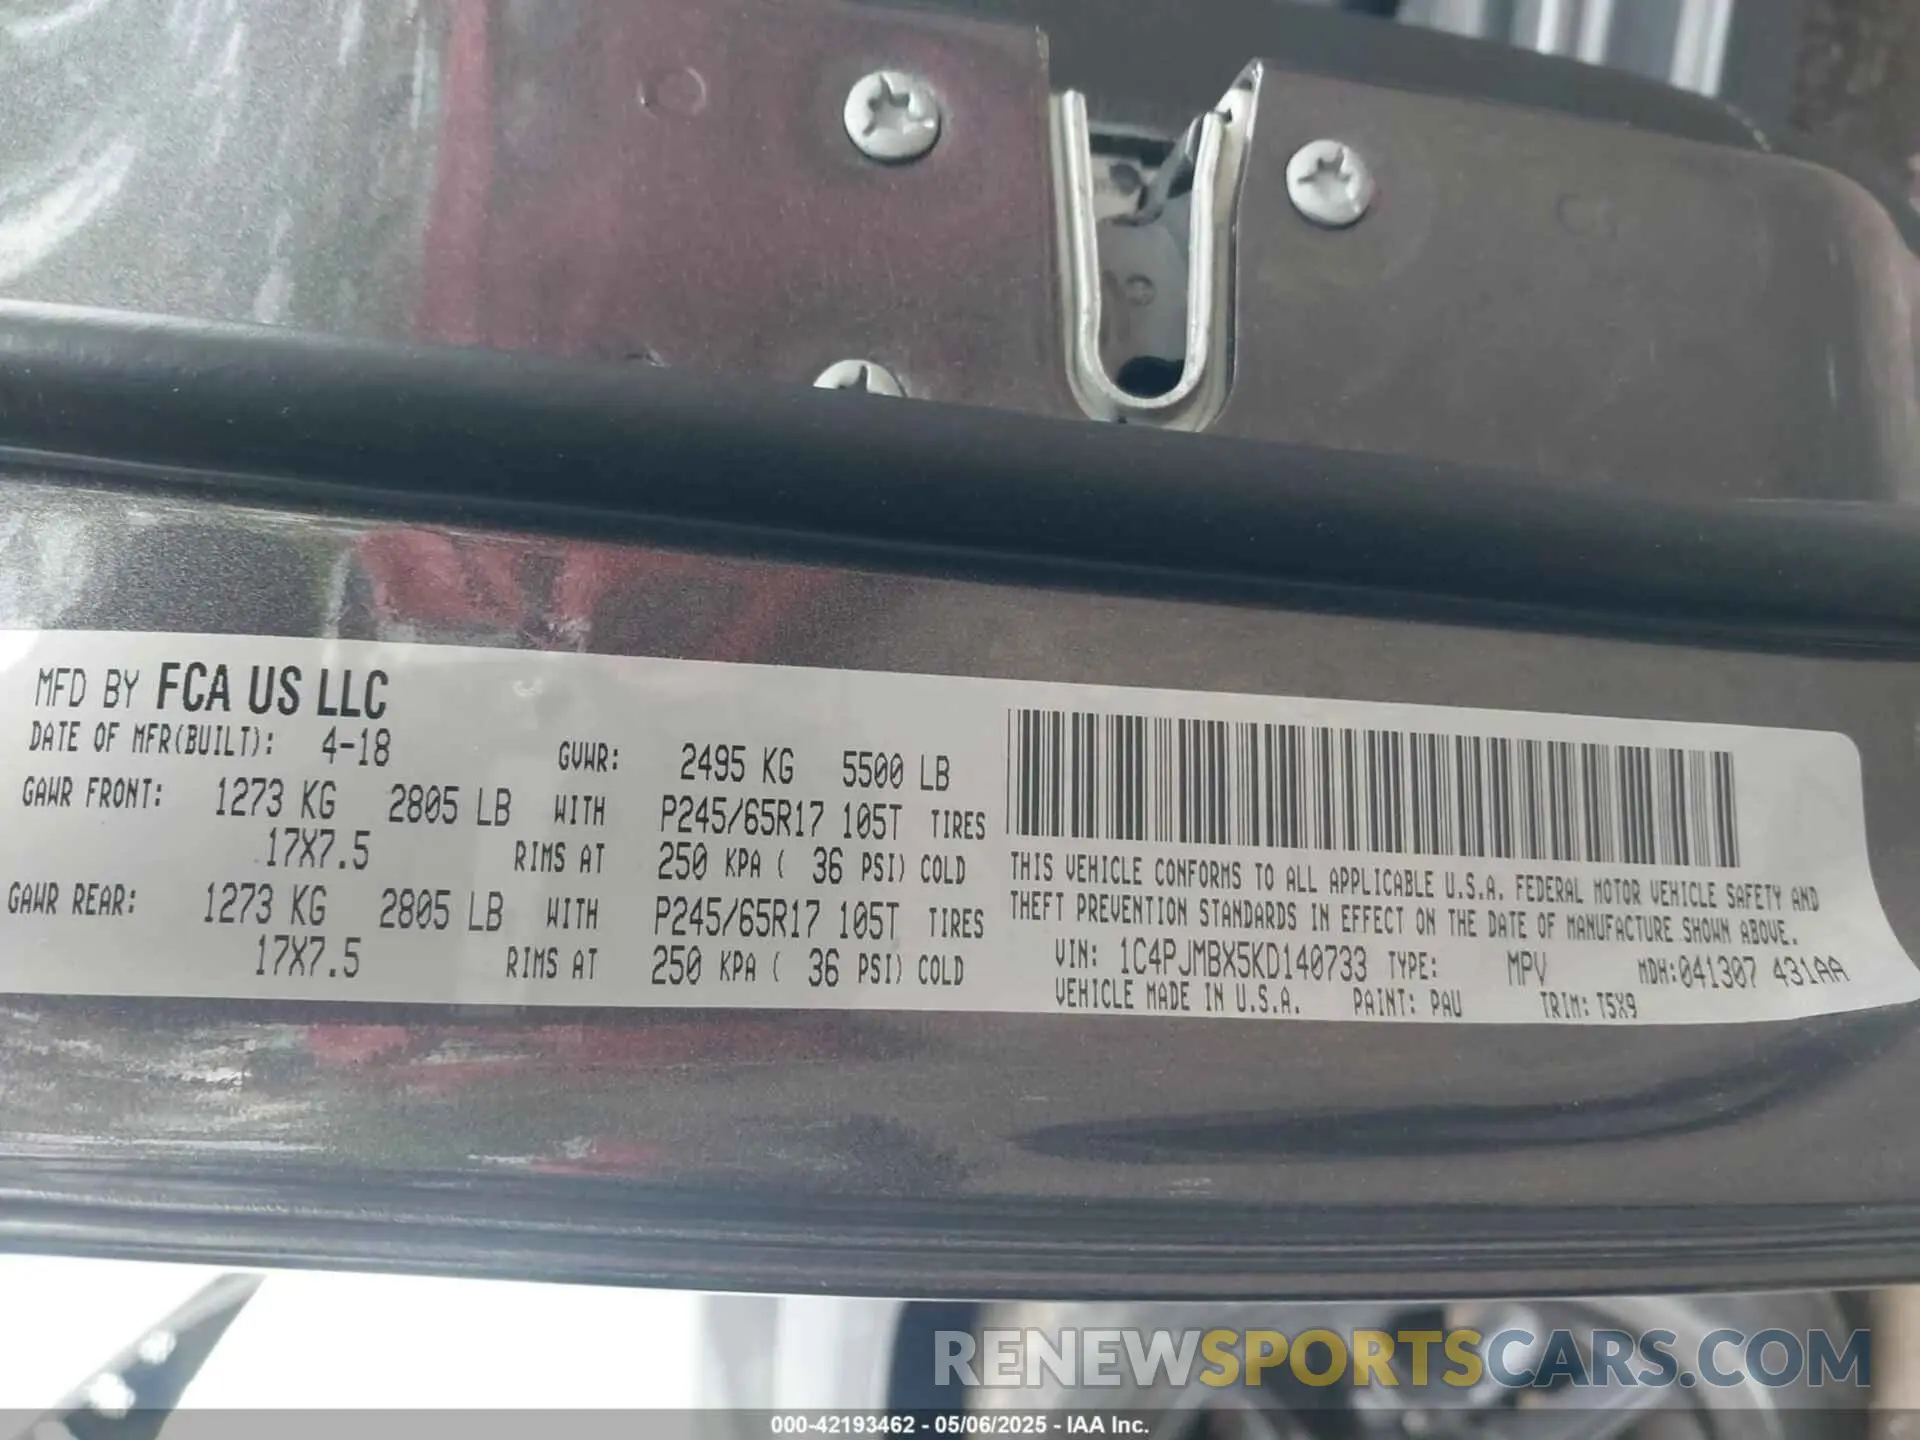 MFD BY FCA US LLC
DATE OF MFR(BUILT): 4-18 GVWR: 2495 KG 5500 LB
GAWR FRONT: 1273 KG 2805 LB WITH P245/65R17 105T TIRES
17X7.5 RIMS AT 250 KPA ( 36 PSI) COLD
GAWR REAR: 1273 KG 2805 LB WITH P245/65R17 105T TIRES
17X7.5 RIMS AT 250 KPA ( 36 PSI) COLD
THIS VEHICLE CONFORMS TO ALL APPLICABLE U.S.A. FEDERAL MOTOR VEHICLE SAFETY AND
THEFT PREVENTION STANDARDS IN EFFECT ON THE DATE OF MANUFACTURE SHOWN ABOVE.
VIN: 1C4PJMBX5KD140733 TYPE: MPV MDH:041307 431AA
VEHICLE MADE IN U.S.A. PAINT: PAU TRIM: T5X9
RENEWSPORTSCARS.COM
000-42193462 - 05/06/2025 - IAA Inc.